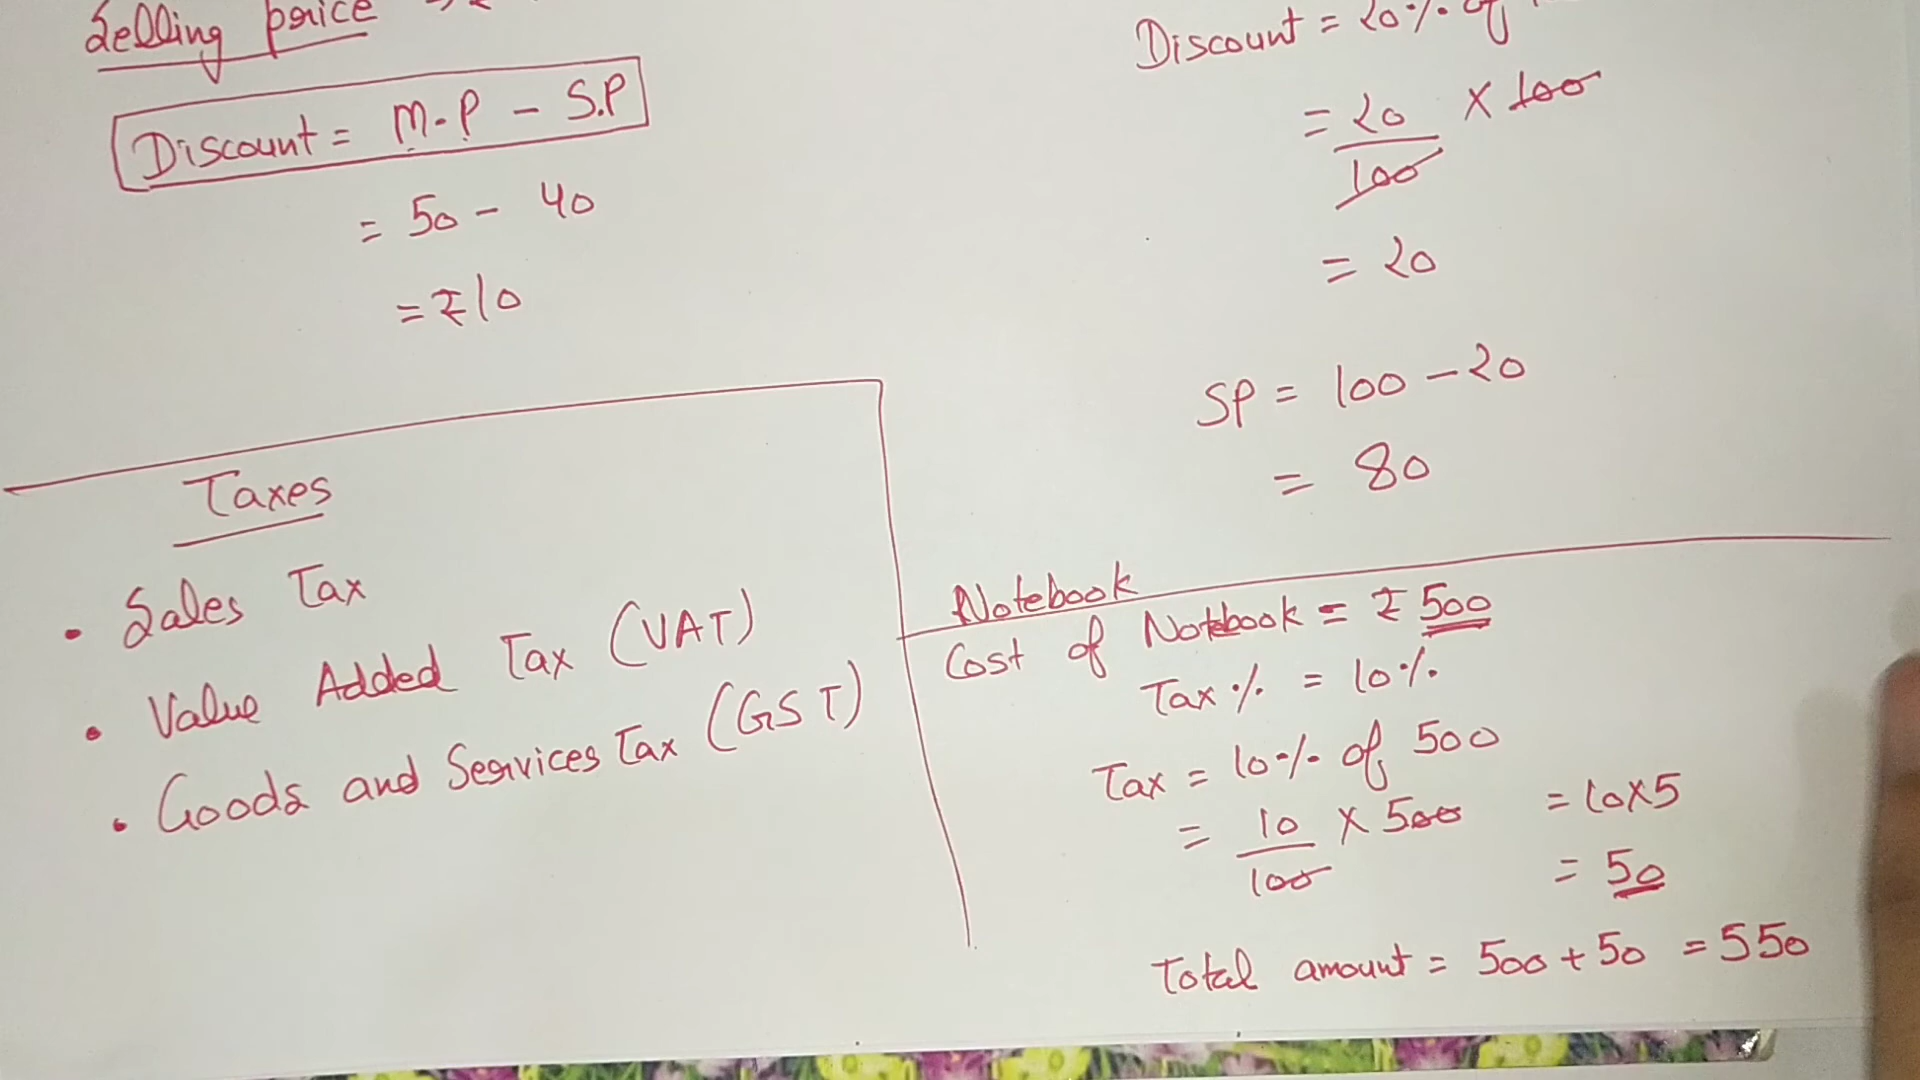 Selling price
Discount = M.P - S.P
= 50 - 40
= ₹10
Discount = 20% of
= 20/100 × 100
= 20
SP = 100 - 20
= 80
Taxes
• Sales Tax
• Value Added Tax (VAT)
• Goods and Services Tax (GST)
Notebook
Cost of Notebook = ₹ 500
Tax % = 10%
Tax = 10% of 500
= 10/100 × 500 = 10×5
= 50
Total amount = 500 + 50 = 550